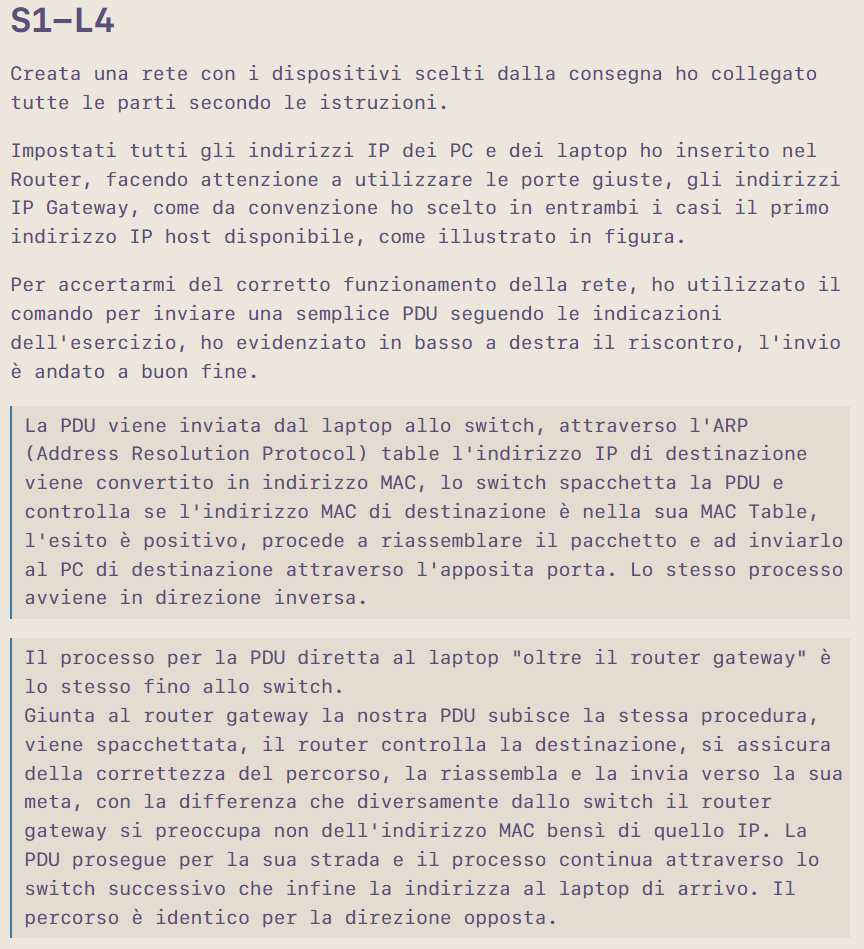 S1-L4
Creata una rete con i dispositivi scelti dalla consegna ho collegato
tutte le parti secondo le istruzioni.
Impostati tutti gli indirizzi IP dei PC e dei laptop ho inserito nel
Router, facendo attenzione a utilizzare le porte giuste, gli indirizzi
IP Gateway, come da convenzione ho scelto in entrambi i casi il primo
indirizzo IP host disponibile, come illustrato in figura.
Per accertarmi del corretto funzionamento della rete, ho utilizzato il
comando per inviare una semplice PDU seguendo le indicazioni
dell'esercizio, ho evidenziato in basso a destra il riscontro, l'invio
è andato a buon fine.
La PDU viene inviata dal laptop allo switch, attraverso l'ARP
(Address Resolution Protocol) table l'indirizzo IP di destinazione
viene convertito in indirizzo MAC, lo switch spacchetta la PDU e
controlla se l'indirizzo MAC di destinazione è nella sua MAC Table,
l'esito è positivo, procede a riassemblare il pacchetto e ad inviarlo
al PC di destinazione attraverso l'apposita porta. Lo stesso processo
avviene in direzione inversa.
Il processo per la PDU diretta al laptop "oltre il router gateway" è
lo stesso fino allo switch.
Giunta al router gateway la nostra PDU subisce la stessa procedura,
viene spacchettata, il router controlla la destinazione, si assicura
della correttezza del percorso, la riassembla e la invia verso la sua
meta, con la differenza che diversamente dallo switch il router
gateway si preoccupa non dell'indirizzo MAC bensì di quello IP. La
PDU prosegue per la sua strada e il processo continua attraverso lo
switch successivo che infine la indirizza al laptop di arrivo. Il
percorso è identico per la direzione opposta.